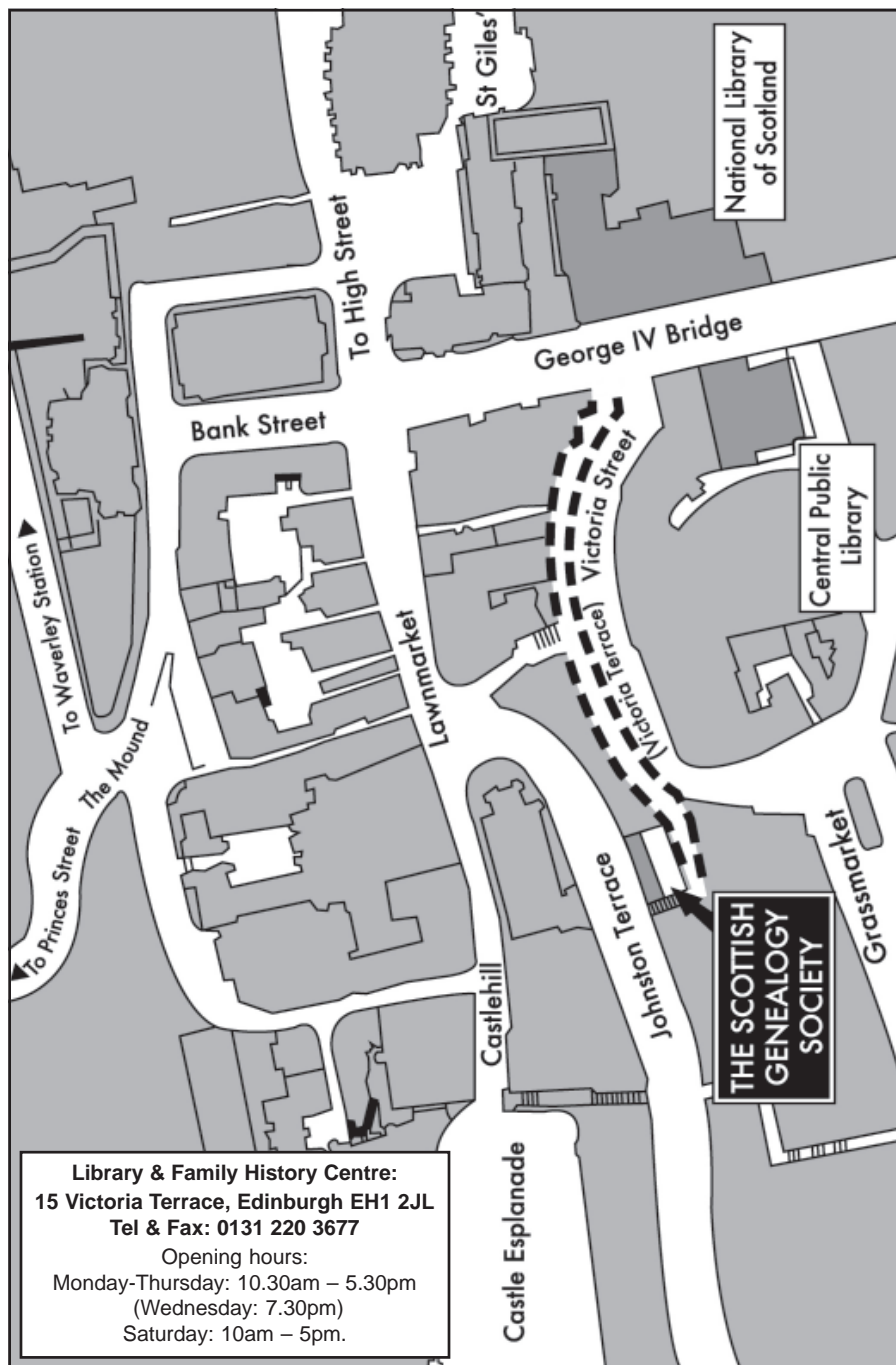 National Library
of Scotland
St Giles'
To High Street
George IV Bridge
Bank Street
Victoria Street
(Victoria Terrace)
Central Public
Library
To Waverley Station
Lawnmarket
The Mound
To Princes Street
Johnston Terrace
Grassmarket
Castlehill
THE SCOTTISH
GENEALOGY
SOCIETY
Castle Esplanade
Library & Family History Centre:
15 Victoria Terrace, Edinburgh EH1 2JL
Tel & Fax: 0131 220 3677
Opening hours:
Monday-Thursday: 10.30am – 5.30pm
(Wednesday: 7.30pm)
Saturday: 10am – 5pm.